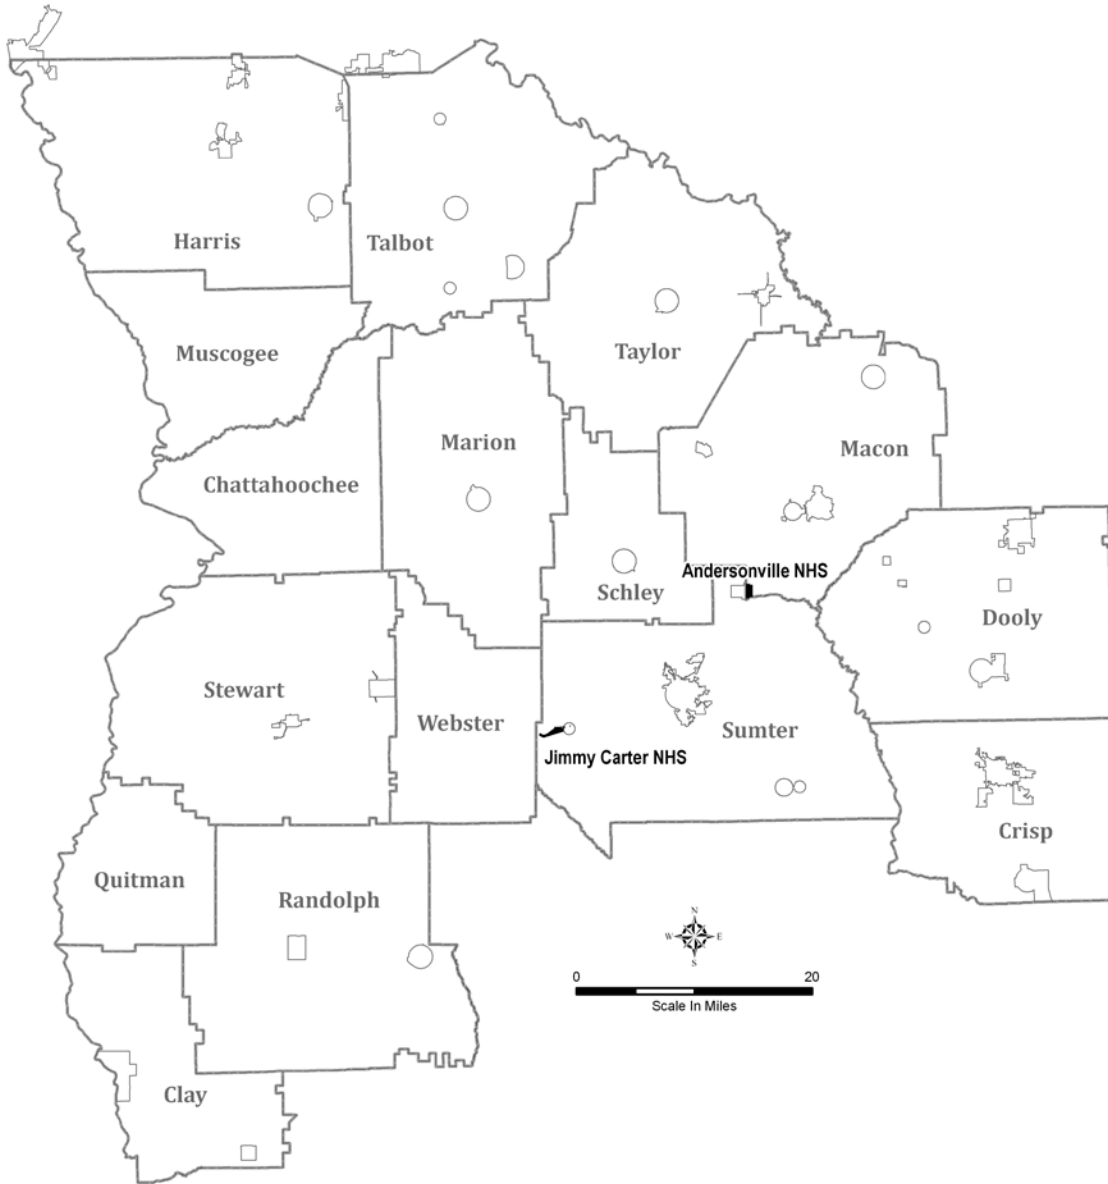 Harris
Talbot
Muscogee
Taylor
Marion
Macon
Chattahoochee
Andersonville NHS
Schley
Dooly
Stewart
Webster
Sumter
Jimmy Carter NHS
Crisp
Quitman
Randolph
N
W
E
S
0
20
Scale In Miles
Clay